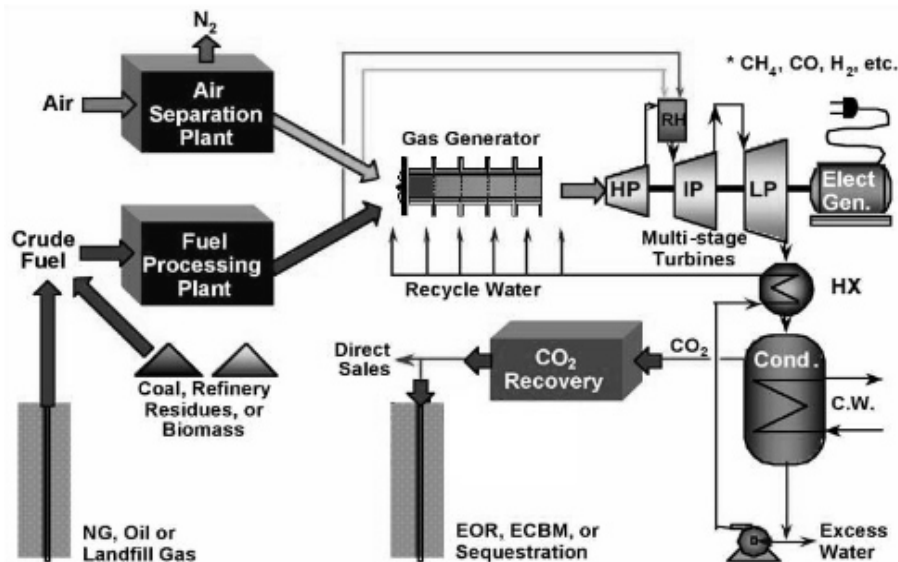 N₂
* CH₄, CO, H₂, etc.
Air
Air
Separation
Plant
RH
Gas Generator
HP
IP
LP
Elect
Gen.
Multi-stage
Turbines
Crude
Fuel
Fuel
Processing
Plant
Recycle Water
HX
Direct
Sales
CO₂
Recovery
CO₂
Cond.
C.W.
Coal, Refinery
Residues, or
Biomass
NG, Oil or
Landfill Gas
EOR, ECBM, or
Sequestration
Excess
Water